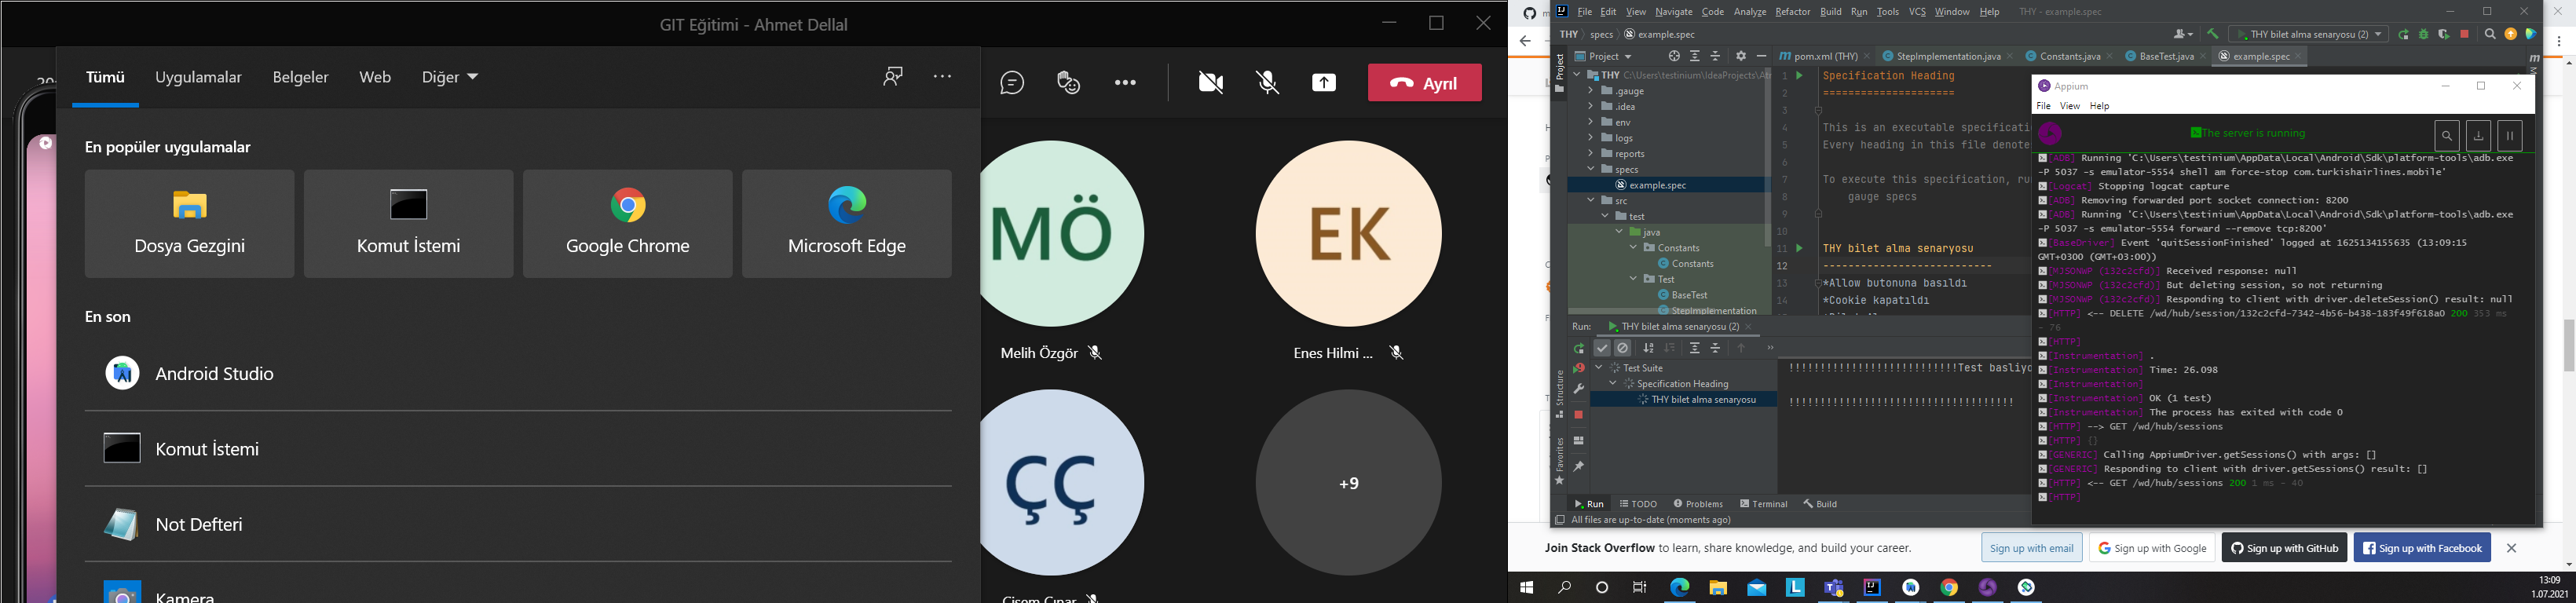 GIT Eğitimi - Ahmet Dellal
Tümü
Uygulamalar
Belgeler
Web
Diğer
Ayrıl
En popüler uygulamalar
Dosya Gezgini
Komut İstemi
Google Chrome
Microsoft Edge
En son
Android Studio
Komut İstemi
Not Defteri
Kamera
MÖ
EK
Melih Özgör
Enes Hilmi ...
ÇÇ
+9
Çisem Çınar
File Edit View Navigate Code Analyze Refactor Build Run Tools VCS Window Help THY - example.spec
THY specs example.spec
THY bilet alma senaryosu (2)
Project
pom.xml (THY)
StepImplementation.java
Constants.java
BaseTest.java
example.spec
THY C:\Users\testinium\IdeaProjects\At
.gauge
.idea
env
logs
reports
specs
example.spec
src
test
java
Constants
Constants
Test
BaseTest
StepImplementation
1 Specification Heading
2 =====================
3
4 This is an executable specificati
5 Every heading in this file denote
6
7 To execute this specification, ru
8 gauge specs
9
10
11 THY bilet alma senaryosu
12 ---------------------------
13 *Allow butonuna basıldı
14 *Cookie kapatıldı
Run: THY bilet alma senaryosu (2)
Test Suite
Specification Heading
THY bilet alma senaryosu
!!!!!!!!!!!!!!!!!!!!!!!!!!!Test basliyo
!!!!!!!!!!!!!!!!!!!!!!!!!!!!!!!!!!!!
Project
Structure
Favorites
Run TODO Problems Terminal Build
All files are up-to-date (moments ago)
Appium
File View Help
The server is running
[ADB] Running 'C:\Users\testinium\AppData\Local\Android\Sdk\platform-tools\adb.exe
-P 5037 -s emulator-5554 shell am force-stop com.turkishairlines.mobile'
[Logcat] Stopping logcat capture
[ADB] Removing forwarded port socket connection: 8200
[ADB] Running 'C:\Users\testinium\AppData\Local\Android\Sdk\platform-tools\adb.exe
-P 5037 -s emulator-5554 forward --remove tcp:8200'
[BaseDriver] Event 'quitSessionFinished' logged at 1625134155635 (13:09:15
GMT+0300 (GMT+03:00))
[MJSONWP (132c2cfd)] Received response: null
[MJSONWP (132c2cfd)] But deleting session, so not returning
[MJSONWP (132c2cfd)] Responding to client with driver.deleteSession() result: null
[HTTP] <-- DELETE /wd/hub/session/132c2cfd-7342-4b56-b438-183f49f618a0 200 353 ms
- 76
[HTTP]
[Instrumentation] .
[Instrumentation] Time: 26.098
[Instrumentation]
[Instrumentation] OK (1 test)
[Instrumentation] The process has exited with code 0
[HTTP] --> GET /wd/hub/sessions
[HTTP] {}
[GENERIC] Calling AppiumDriver.getSessions() with args: []
[GENERIC] Responding to client with driver.getSessions() result: []
[HTTP] <-- GET /wd/hub/sessions 200 1 ms - 40
[HTTP]
Join Stack Overflow to learn, share knowledge, and build your career.
Sign up with email
Sign up with Google
Sign up with GitHub
Sign up with Facebook
13:09
1.07.2021